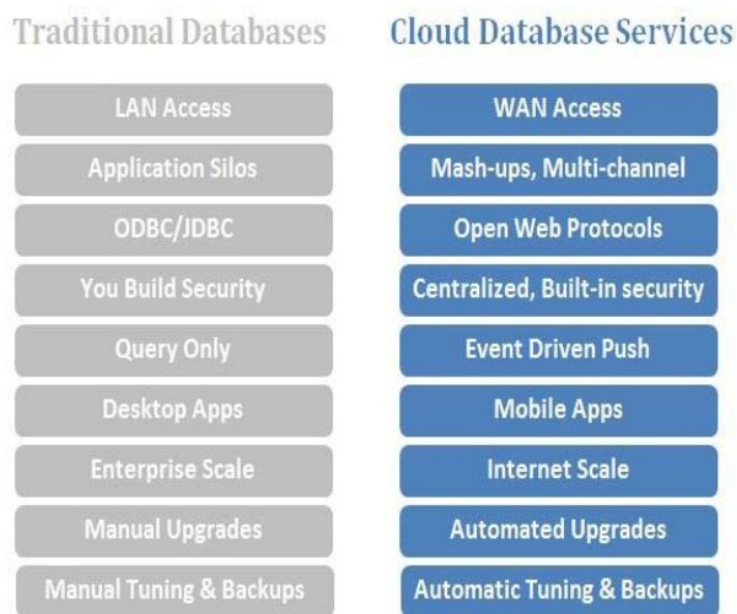 Traditional Databases
Cloud Database Services
LAN Access
WAN Access
Application Silos
Mash-ups, Multi-channel
ODBC/JDBC
Open Web Protocols
You Build Security
Centralized, Built-in security
Query Only
Event Driven Push
Desktop Apps
Mobile Apps
Enterprise Scale
Internet Scale
Manual Upgrades
Automated Upgrades
Manual Tuning & Backups
Automatic Tuning & Backups